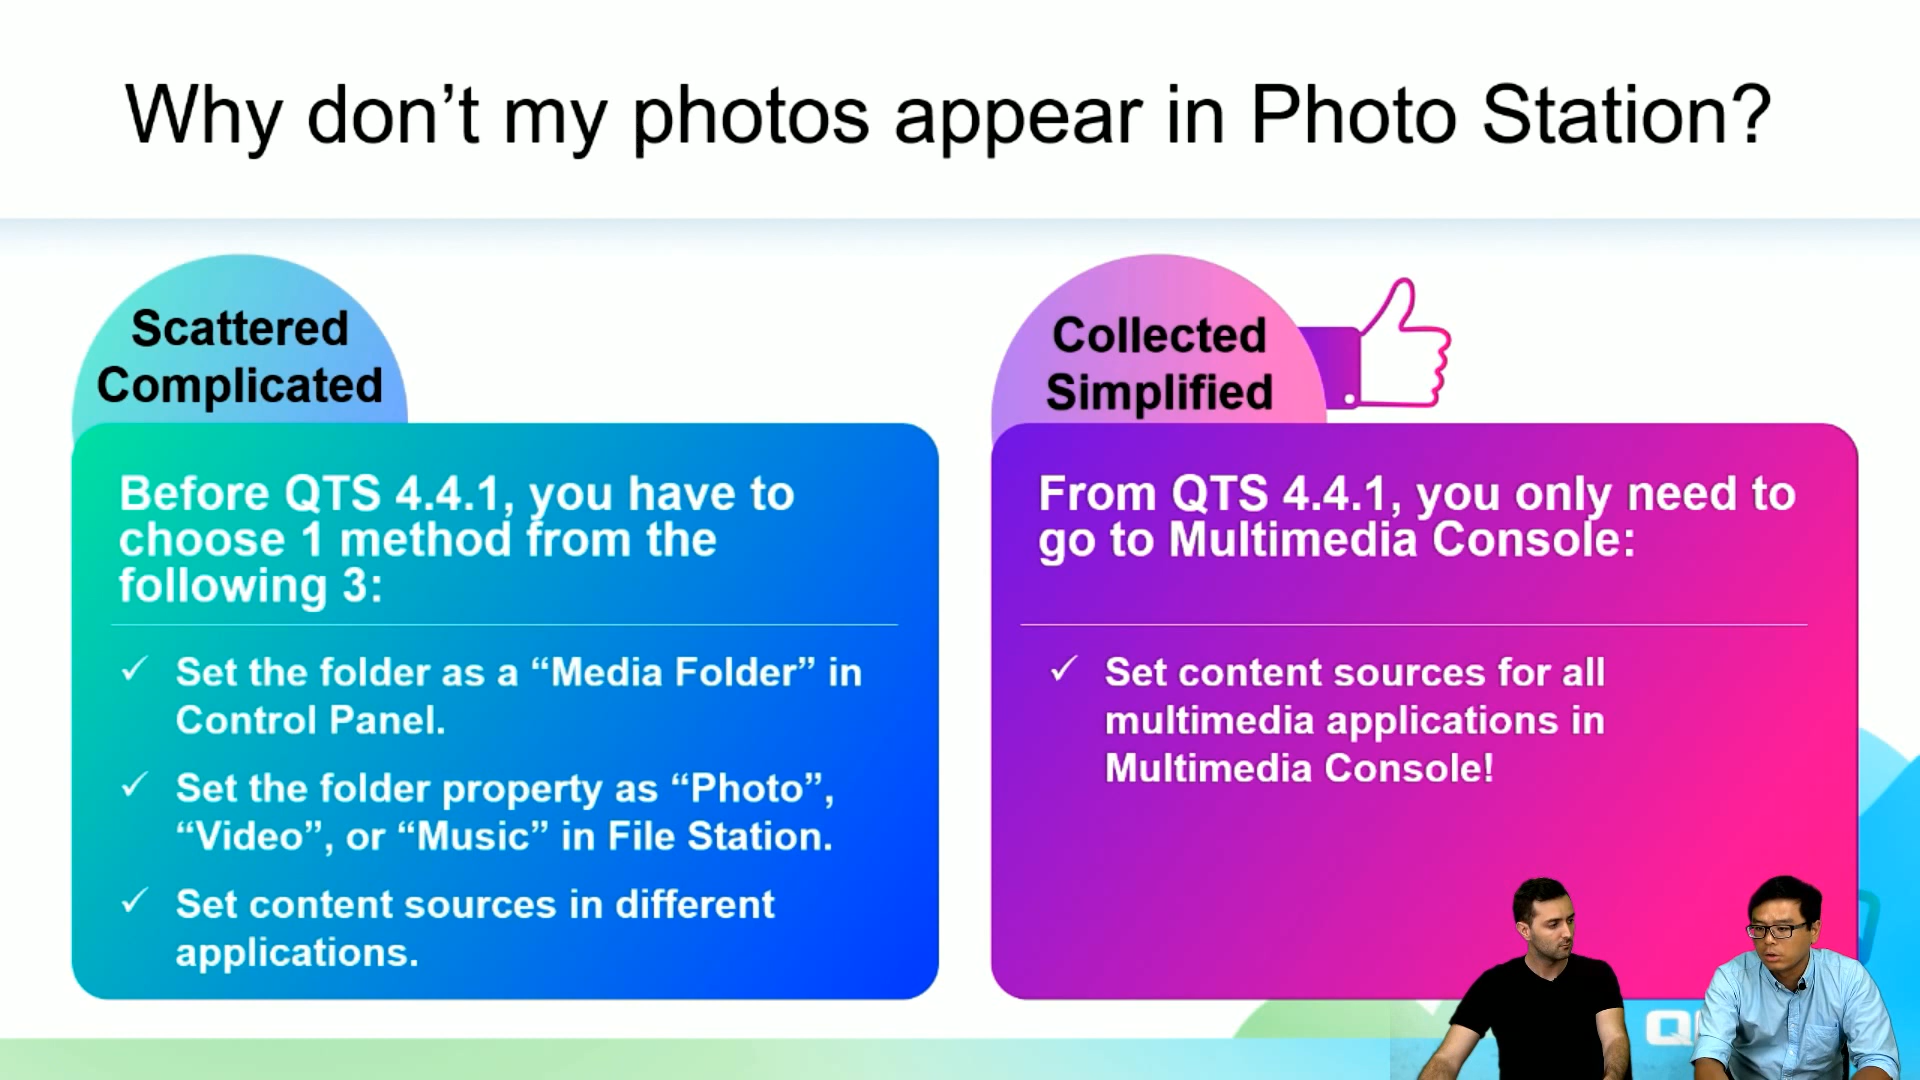 Why don’t my photos appear in Photo Station?
Scattered
Complicated
Before QTS 4.4.1, you have to
choose 1 method from the
following 3:
✓ Set the folder as a “Media Folder” in
Control Panel.
✓ Set the folder property as “Photo”,
“Video”, or “Music” in File Station.
✓ Set content sources in different
applications.
Collected
Simplified
From QTS 4.4.1, you only need to
go to Multimedia Console:
✓ Set content sources for all
multimedia applications in
Multimedia Console!